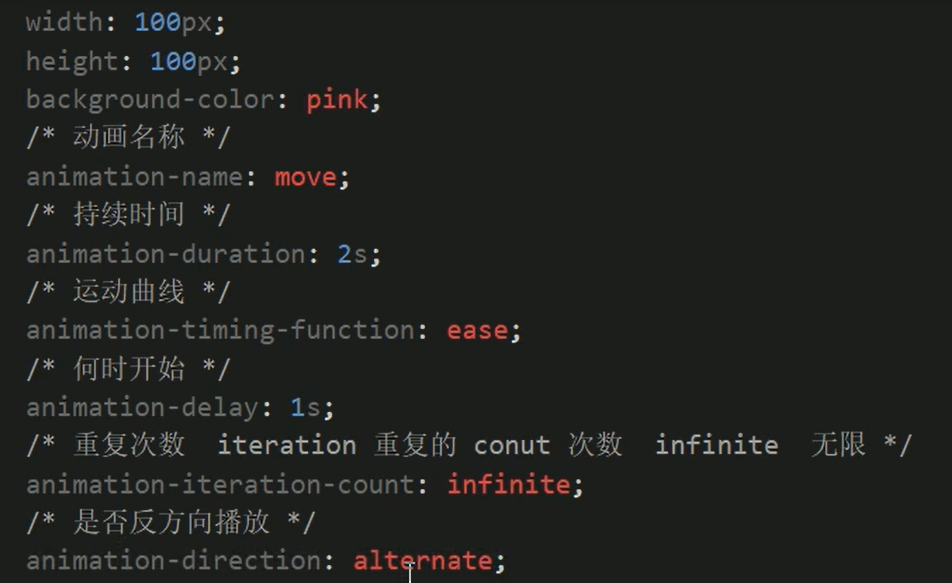 width: 100px;
height: 100px;
background-color: pink;
/* 动画名称 */
animation-name: move;
/* 持续时间 */
animation-duration: 2s;
/* 运动曲线 */
animation-timing-function: ease;
/* 何时开始 */
animation-delay: 1s;
/* 重复次数  iteration 重复的 conut 次数  infinite  无限 */
animation-iteration-count: infinite;
/* 是否反方向播放 */
animation-direction: alternate;